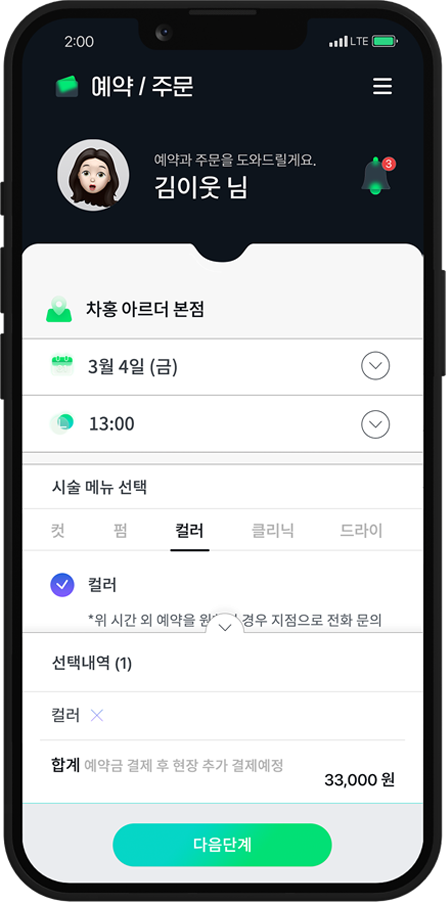 2:00
LTE
예약 / 주문
예약과 주문을 도와드릴게요.
김이웃 님
3
차홍 아르더 본점
3월 4일 (금)
13:00
시술 메뉴 선택
컷 펌 컬러 클리닉 드라이
컬러
*위 시간 외 예약을 경우 지점으로 전화 문의
선택내역 (1)
컬러
합계 예약금 결제 후 현장 추가 결제예정
33,000 원
다음단계